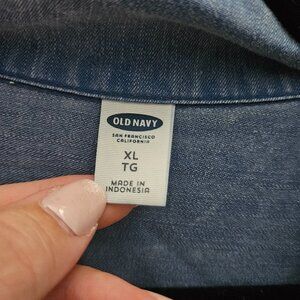 OLD NAVY
SAN FRANCISCO
CALIFORNIA
XL
TG
MADE IN
INDONESIA